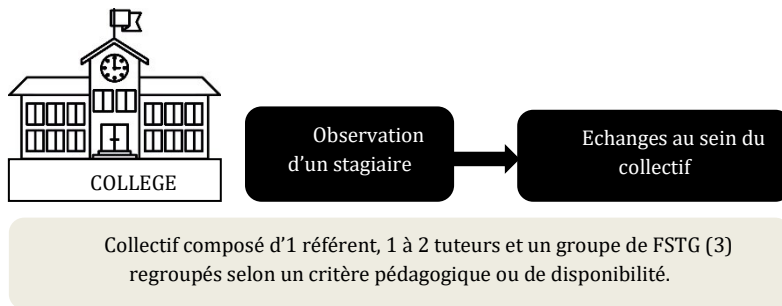 Observation
d'un stagiaire
Echanges au sein du
collectif
COLLEGE
Collectif composé d'1 référent, 1 à 2 tuteurs et un groupe de FSTG (3)
regroupés selon un critère pédagogique ou de disponibilité.